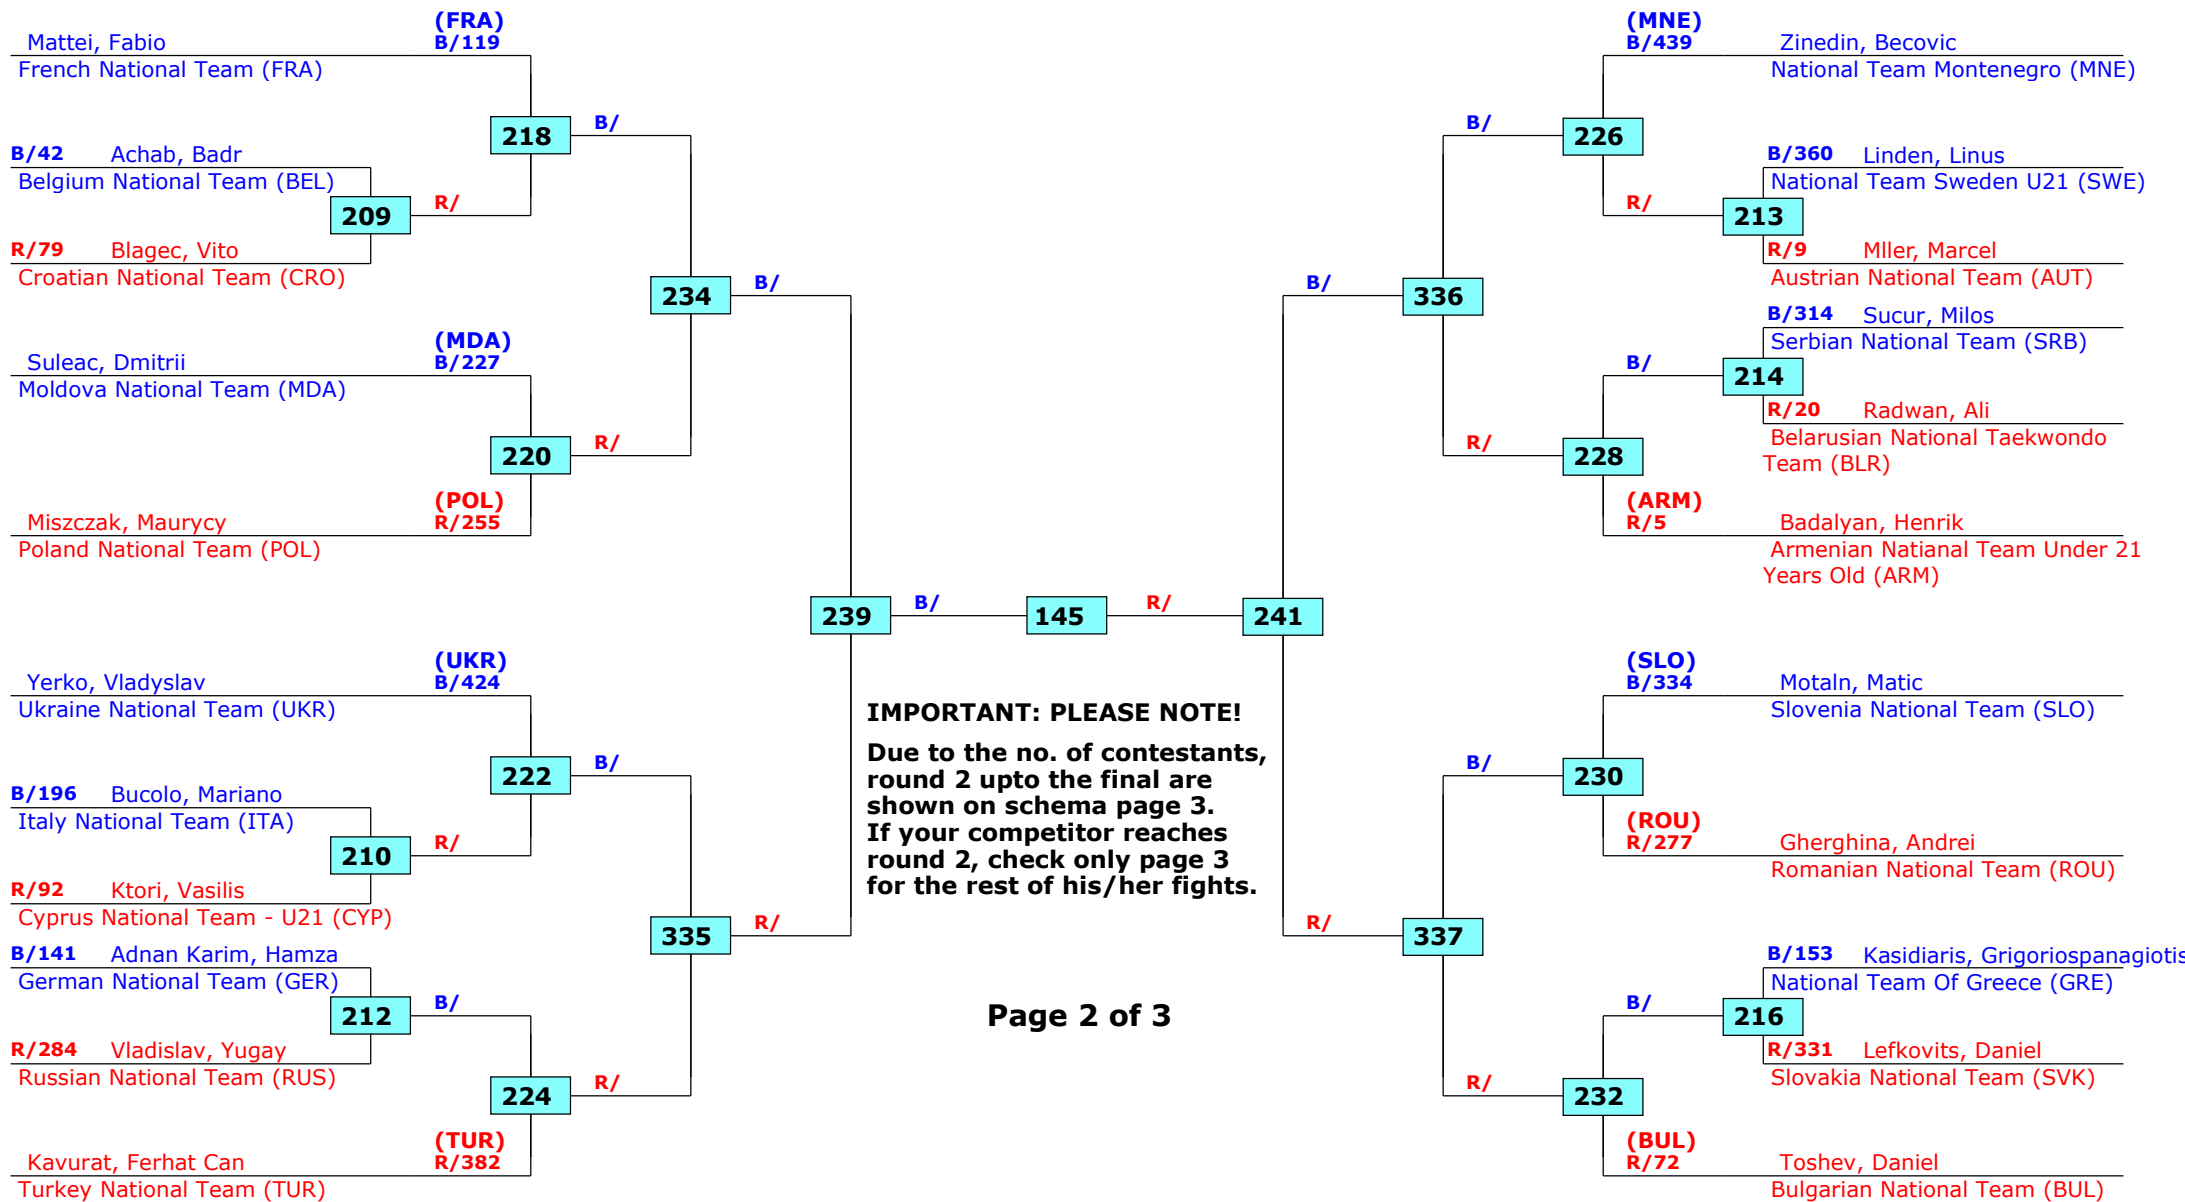 (FRA)
Mattei, Fabio B/119
French National Team (FRA)
218 B/
B/42 Achab, Badr
Belgium National Team (BEL)
209 R/
R/79 Blagec, Vito
Croatian National Team (CRO)
234 B/
(MDA)
Suleac, Dmitrii B/227
Moldova National Team (MDA)
220 R/
(POL)
Miszczak, Maurycy R/255
Poland National Team (POL)
239 B/
145 R/
241
(UKR)
Yerko, Vladyslav B/424
Ukraine National Team (UKR)
222 B/
B/196 Bucolo, Mariano
Italy National Team (ITA)
210 R/
R/92 Ktori, Vasilis
Cyprus National Team - U21 (CYP)
335 R/
B/141 Adnan Karim, Hamza
German National Team (GER)
212 B/
R/284 Vladislav, Yugay
Russian National Team (RUS)
224 R/
(TUR)
Kavurat, Ferhat Can R/382
Turkey National Team (TUR)
IMPORTANT: PLEASE NOTE!
Due to the no. of contestants,
round 2 upto the final are
shown on schema page 3.
If your competitor reaches
round 2, check only page 3
for the rest of his/her fights.
Page 2 of 3
(MNE)
B/439 Zinedin, Becovic
National Team Montenegro (MNE)
B/ 226
B/360 Linden, Linus
National Team Sweden U21 (SWE)
R/ 213
R/9 Mller, Marcel
Austrian National Team (AUT)
B/ 336
B/314 Sucur, Milos
Serbian National Team (SRB)
B/ 214
R/20 Radwan, Ali
Belarusian National Taekwondo
Team (BLR)
R/ 228
(ARM)
R/5 Badalyan, Henrik
Armenian Natianal Team Under 21
Years Old (ARM)
(SLO)
B/334 Motaln, Matic
Slovenia National Team (SLO)
B/ 230
(ROU)
R/277 Gherghina, Andrei
Romanian National Team (ROU)
R/ 337
B/153 Kasidiaris, Grigoriospanagiotis
National Team Of Greece (GRE)
B/ 216
R/331 Lefkovits, Daniel
Slovakia National Team (SVK)
R/ 232
(BUL)
R/72 Toshev, Daniel
Bulgarian National Team (BUL)